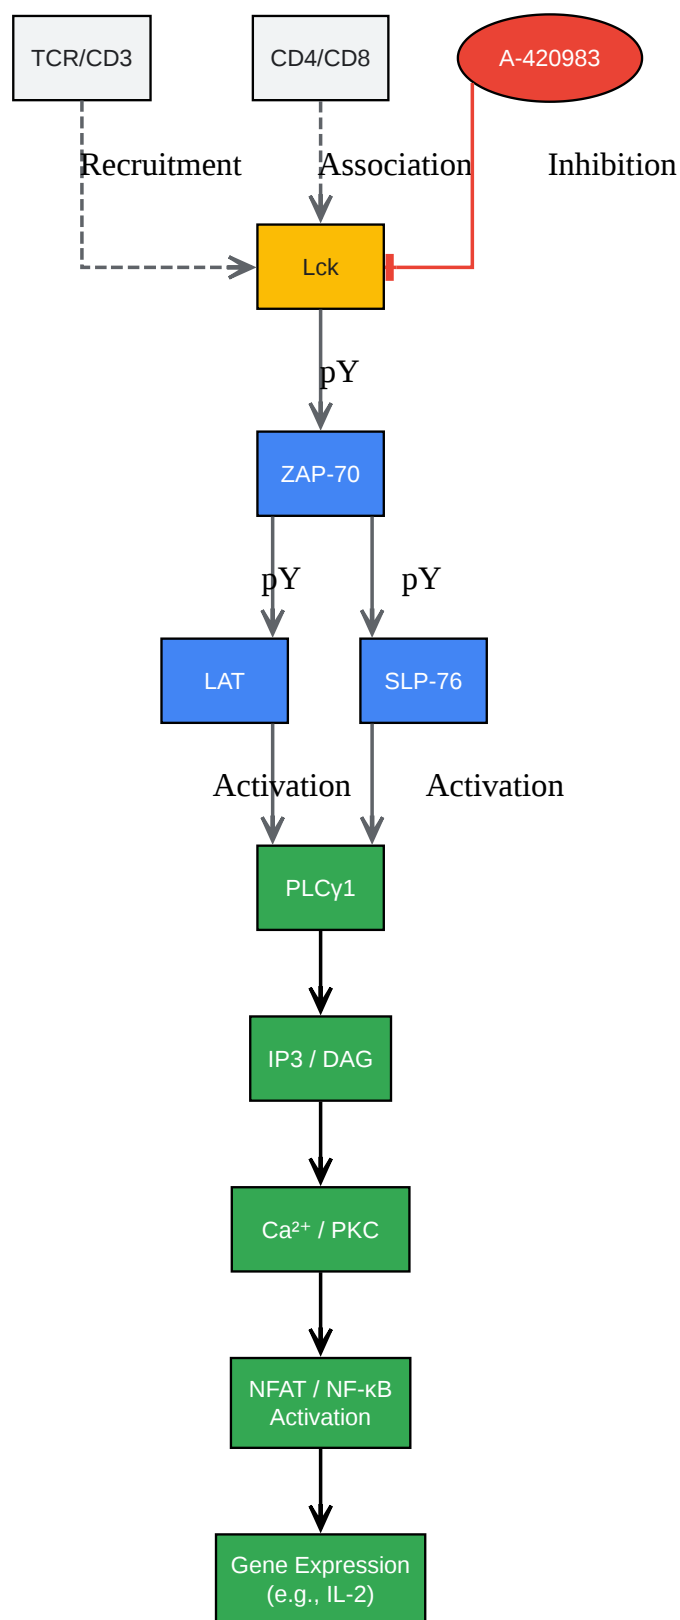 TCR/CD3
CD4/CD8
A-420983
Recruitment
Association
Inhibition
Lck
pY
ZAP-70
pY
pY
LAT
SLP-76
Activation
Activation
PLCγ1
IP3 / DAG
Ca²⁺ / PKC
NFAT / NF-κB
Activation
Gene Expression
(e.g., IL-2)